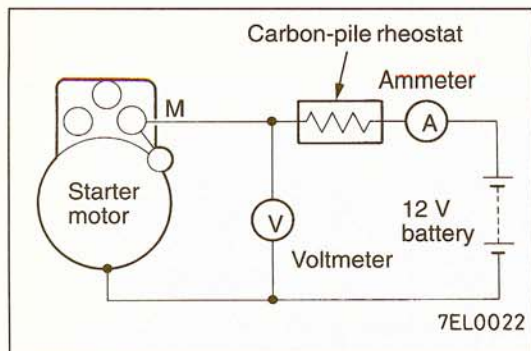 Carbon-pile rheostat
Ammeter
M
A
Starter
motor
V
12 V
battery
Voltmeter
7EL0022